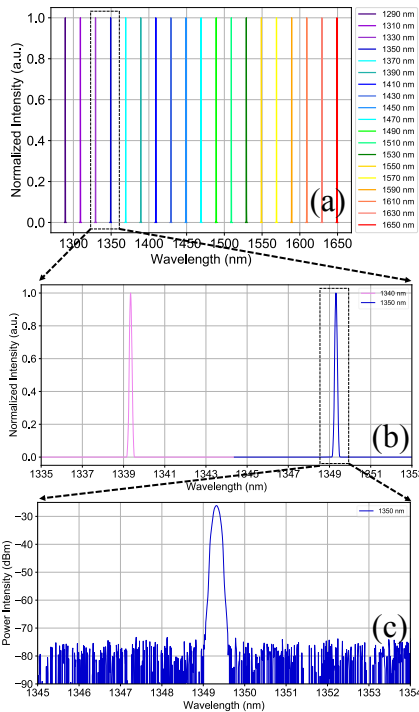 1.0
0.8
0.6
0.4
0.2
0.0
Normalized Intensity (a.u.)
1300 1350 1400 1450 1500 1550 1600 1650
Wavelength (nm)
(a)
1290 nm
1310 nm
1330 nm
1350 nm
1370 nm
1390 nm
1410 nm
1430 nm
1450 nm
1470 nm
1490 nm
1510 nm
1530 nm
1550 nm
1570 nm
1590 nm
1610 nm
1630 nm
1650 nm
1.0
0.8
0.6
0.4
0.2
0.0
Normalized Intensity (a.u.)
1335 1337 1339 1341 1343 1345 1347 1349 1351 1353
Wavelength (nm)
1340 nm
1350 nm
(b)
−30
−40
−50
−60
−70
−80
−90
Power Intensity (dBm)
1345 1346 1347 1348 1349 1350 1351 1352 1353 1354
Wavelength (nm)
1350 nm
(c)